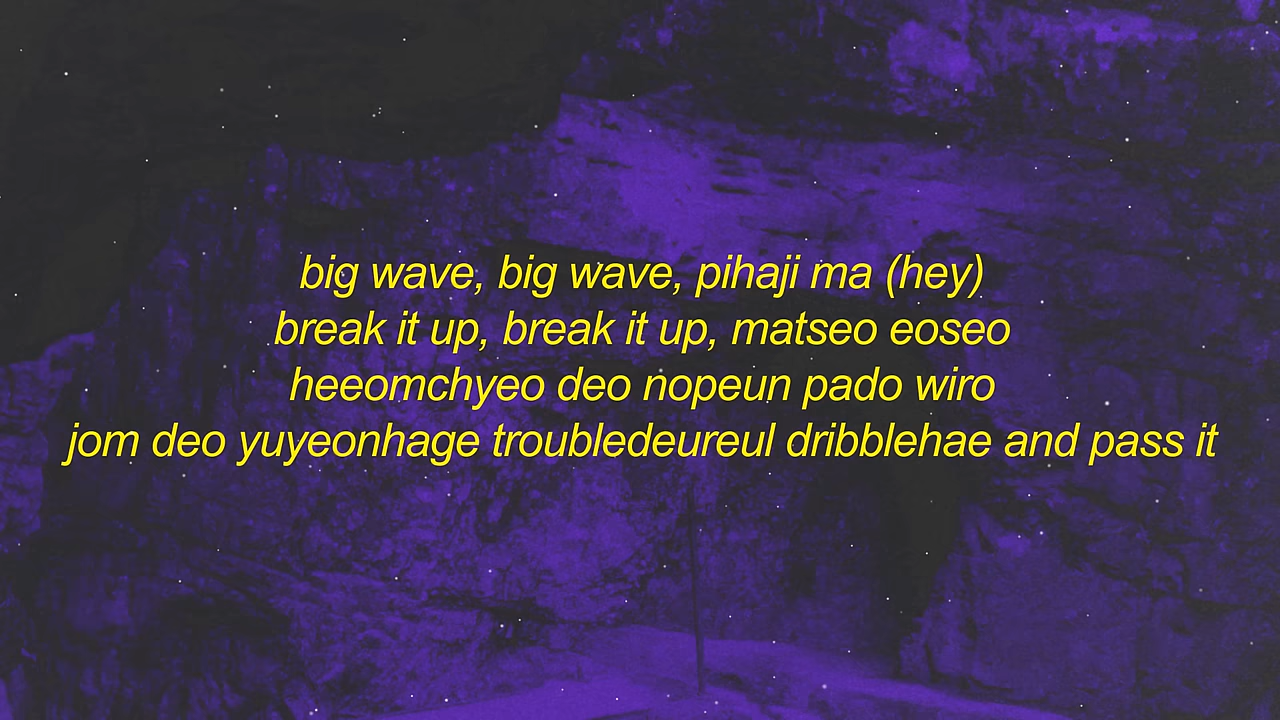 big wave, big wave, pihaji ma (hey)
break it up, break it up, matseo eoseo
heeomchyeo deo nopeun pado wiro
jom deo yuyeonhage troubledeureul dribblehae and pass it